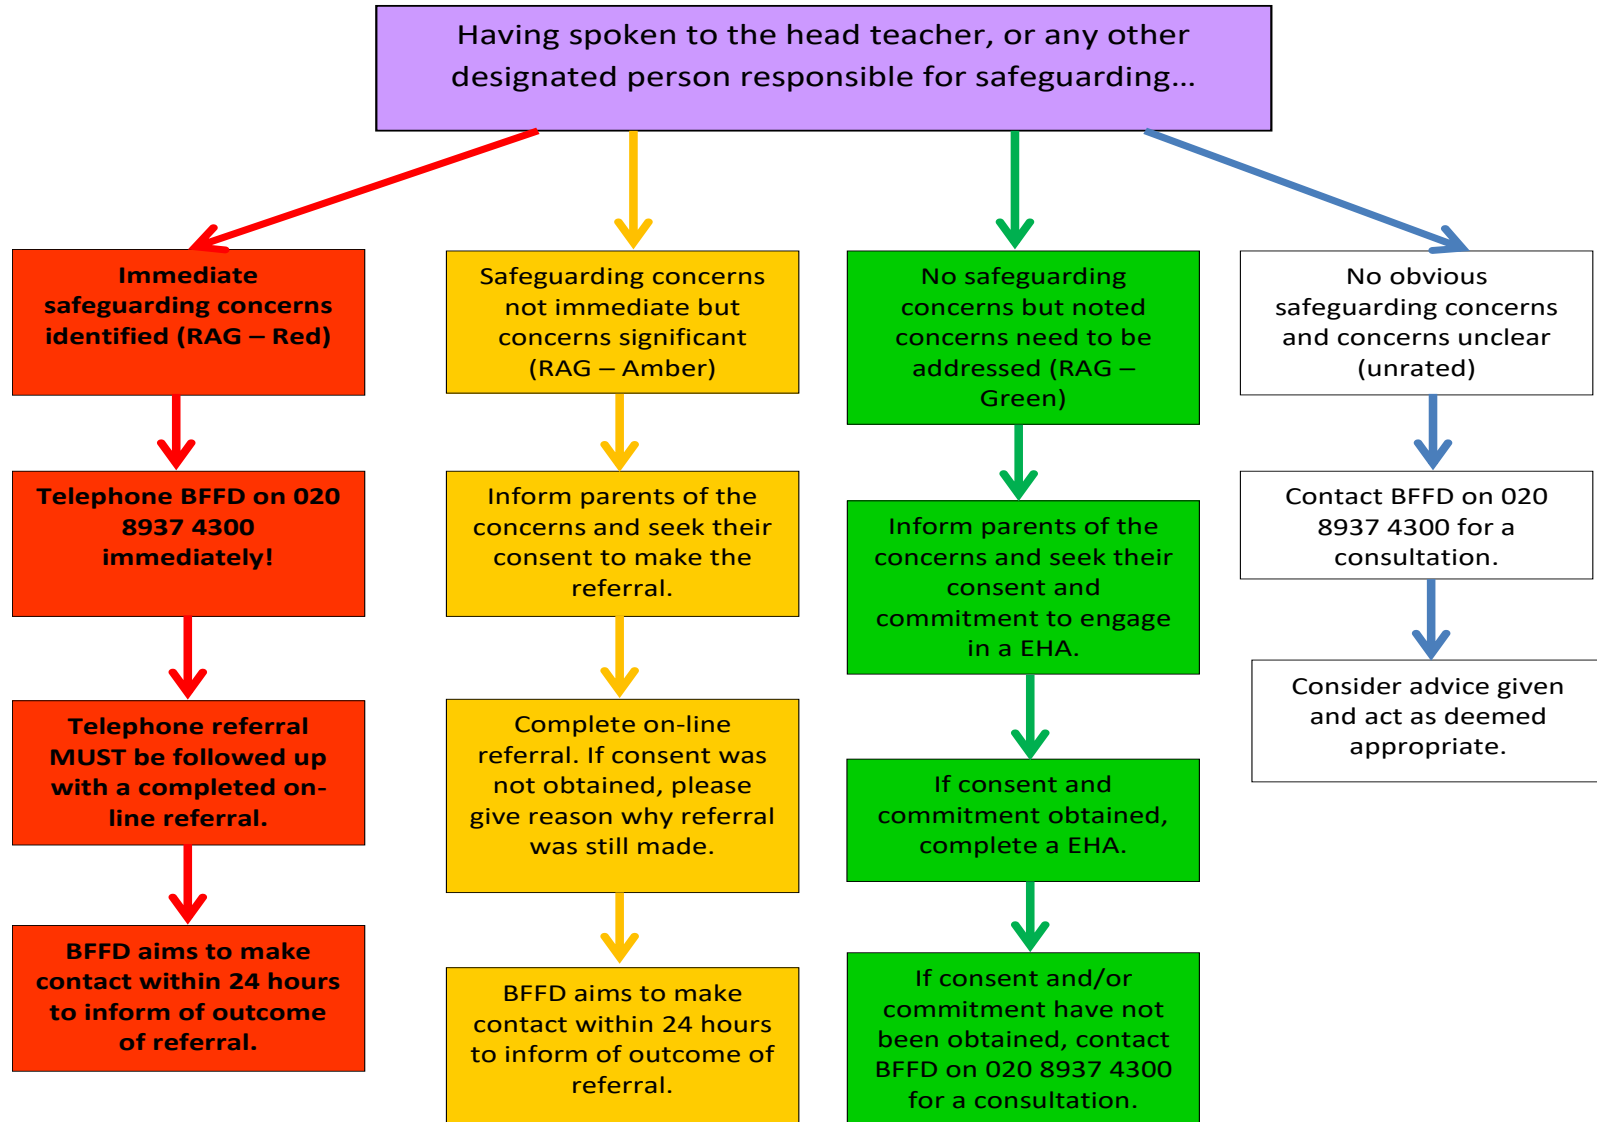 Having spoken to the head teacher, or any other
designated person responsible for safeguarding...
Immediate
safeguarding concerns
identified (RAG – Red)
Telephone BFFD on 020
8937 4300
immediately!
Telephone referral
MUST be followed up
with a completed on-
line referral.
BFFD aims to make
contact within 24 hours
to inform of outcome
of referral.
Safeguarding concerns
not immediate but
concerns significant
(RAG – Amber)
Inform parents of the
concerns and seek their
consent to make the
referral.
Complete on-line
referral. If consent was
not obtained, please
give reason why referral
was still made.
BFFD aims to make
contact within 24 hours
to inform of outcome of
referral.
No safeguarding
concerns but noted
concerns need to be
addressed (RAG –
Green)
Inform parents of the
concerns and seek their
consent and
commitment to engage
in a EHA.
If consent and
commitment obtained,
complete a EHA.
If consent and/or
commitment have not
been obtained, contact
BFFD on 020 8937 4300
for a consultation.
No obvious
safeguarding concerns
and concerns unclear
(unrated)
Contact BFFD on 020
8937 4300 for a
consultation.
Consider advice given
and act as deemed
appropriate.